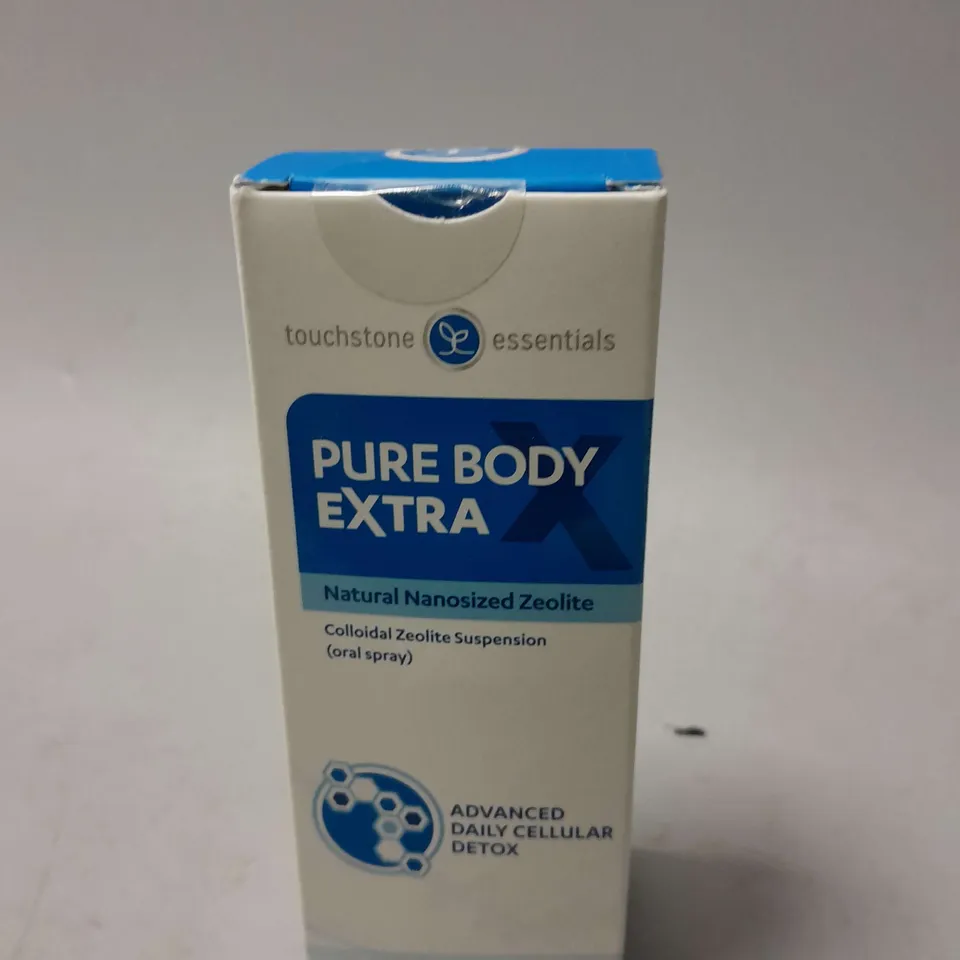 touchstone essentials
PURE BODY
EXTRA
X
Natural Nanosized Zeolite
Colloidal Zeolite Suspension
(oral spray)
ADVANCED
DAILY CELLULAR
DETOX